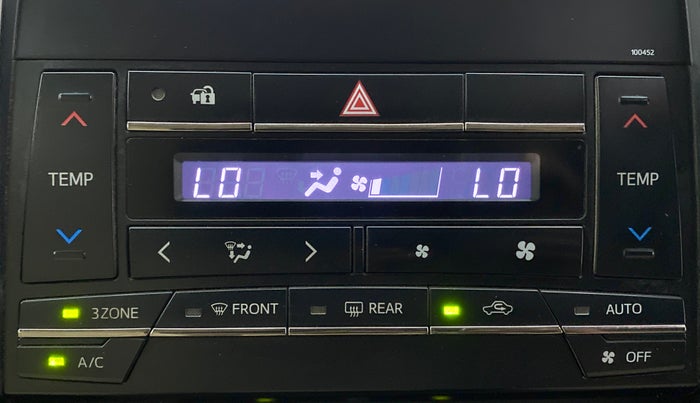 100452
TEMP
LO LO
TEMP
3ZONE
FRONT
REAR
AUTO
A/C
OFF